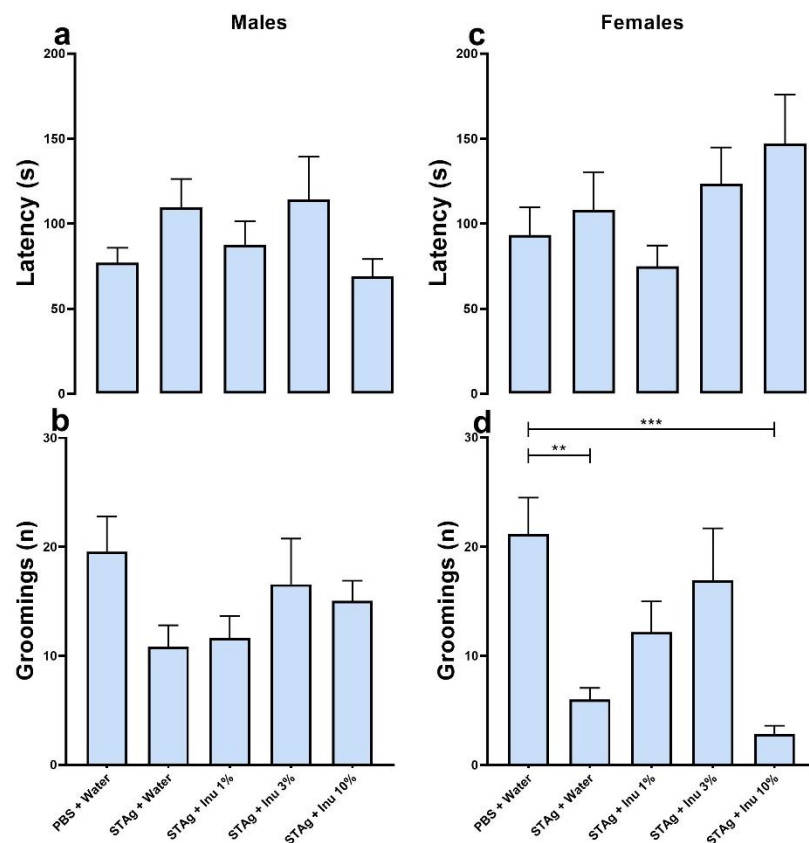 Males
Females
a
c
Latency (s)
200
150
100
50
0
Latency (s)
200
150
100
50
0
b
d
***
**
Groomings (n)
30
20
10
0
Groomings (n)
30
20
10
0
PBS + Water
STAg + Water
STAg + Inu 1%
STAg + Inu 3%
STAg + Inu 10%
PBS + Water
STAg + Water
STAg + Inu 1%
STAg + Inu 3%
STAg + Inu 10%